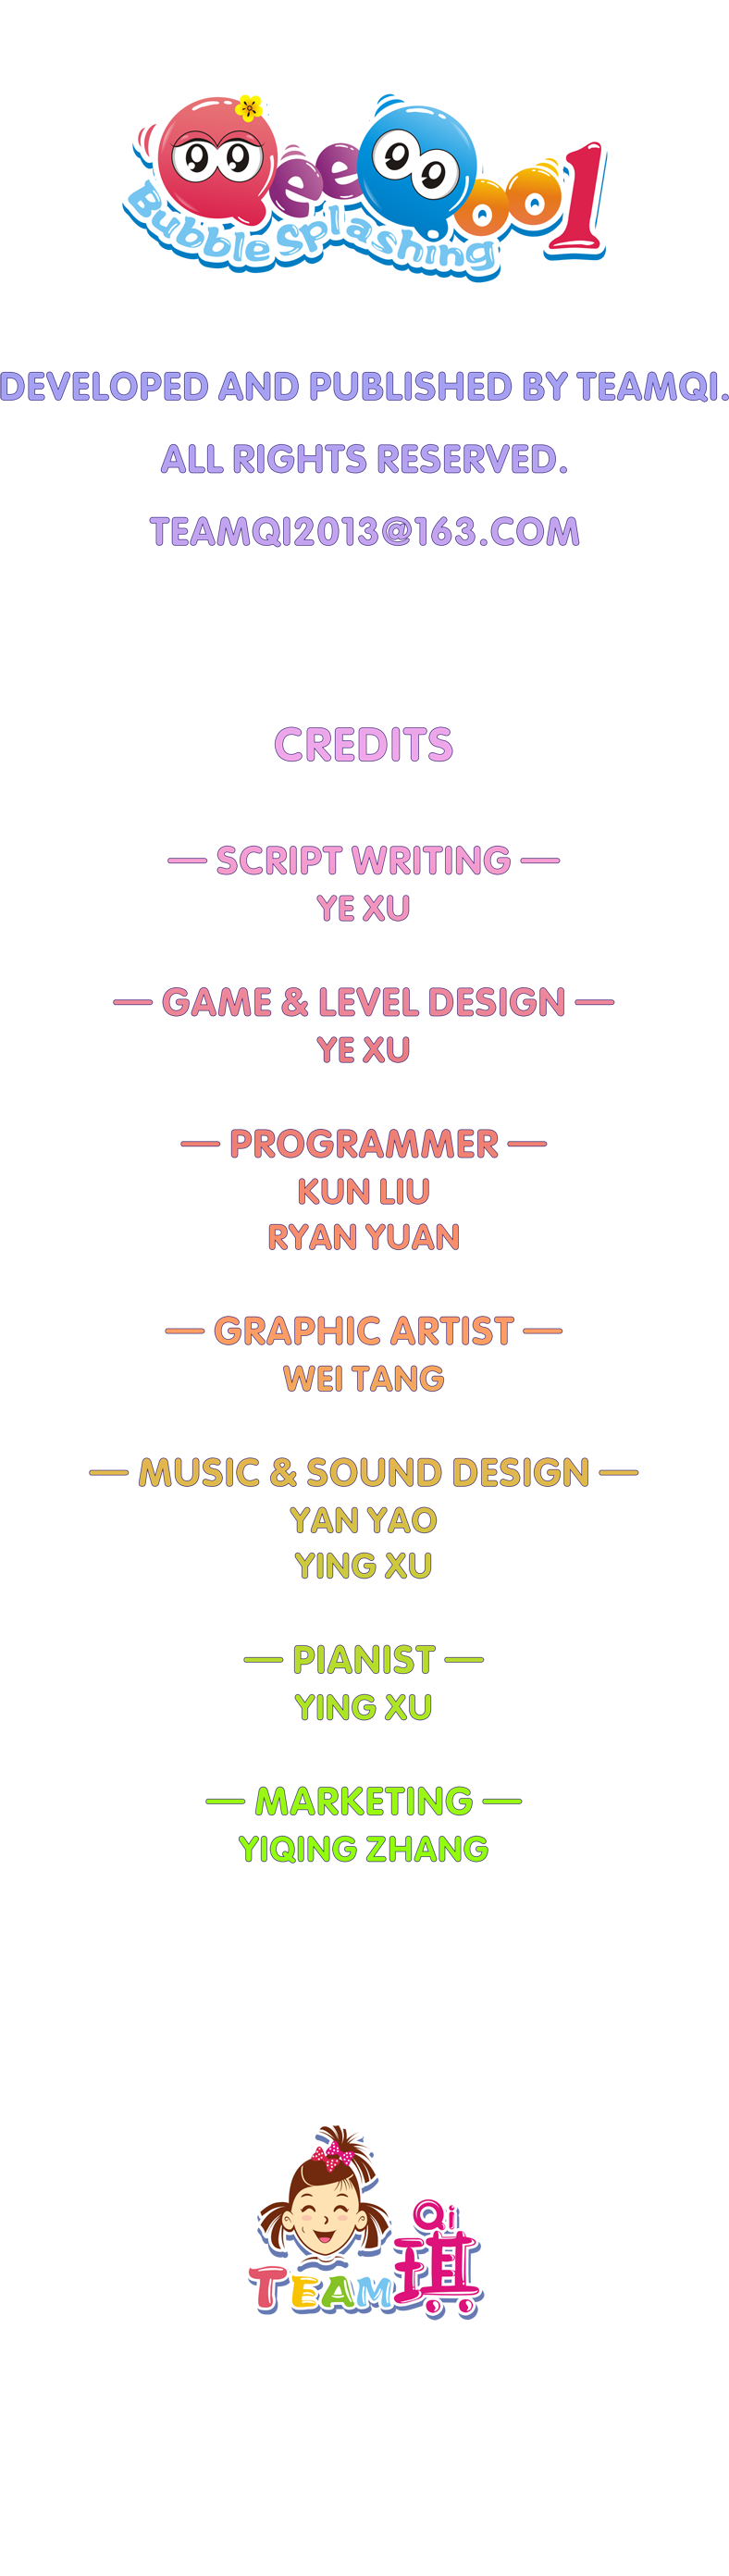 QeeQoo1
Bubble Splashing
DEVELOPED AND PUBLISHED BY TEAMQI.
ALL RIGHTS RESERVED.
TEAMQI2013@163.COM
CREDITS
— SCRIPT WRITING —
YE XU
— GAME & LEVEL DESIGN —
YE XU
— PROGRAMMER —
KUN LIU
RYAN YUAN
— GRAPHIC ARTIST —
WEI TANG
— MUSIC & SOUND DESIGN —
YAN YAO
YING XU
— PIANIST —
YING XU
— MARKETING —
YIQING ZHANG
Qi
TEAM琪